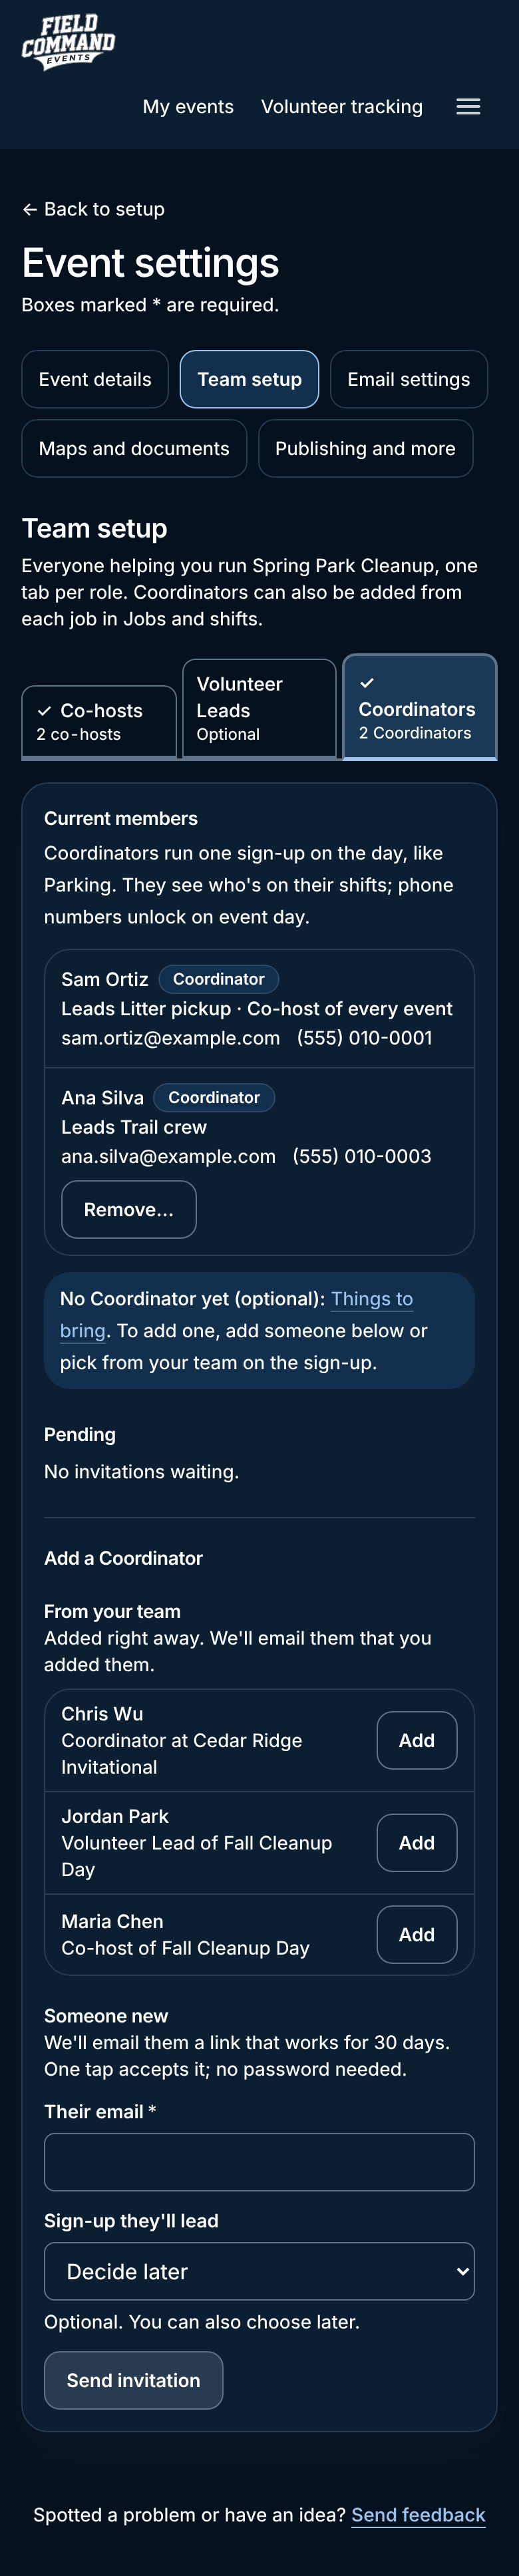 FIELD
COMMAND
EVENTS
My events Volunteer tracking
← Back to setup
Event settings
Boxes marked * are required.
Event details Team setup Email settings
Maps and documents Publishing and more
Team setup
Everyone helping you run Spring Park Cleanup, one
tab per role. Coordinators can also be added from
each job in Jobs and shifts.
✓ Co-hosts
2 co-hosts
Volunteer
Leads
Optional
✓
Coordinators
2 Coordinators
Current members
Coordinators run one sign-up on the day, like
Parking. They see who's on their shifts; phone
numbers unlock on event day.
Sam Ortiz Coordinator
Leads Litter pickup · Co-host of every event
sam.ortiz@example.com (555) 010-0001
Ana Silva Coordinator
Leads Trail crew
ana.silva@example.com (555) 010-0003
Remove...
No Coordinator yet (optional): Things to
bring. To add one, add someone below or
pick from your team on the sign-up.
Pending
No invitations waiting.
Add a Coordinator
From your team
Added right away. We'll email them that you
added them.
Chris Wu
Coordinator at Cedar Ridge
Invitational
Add
Jordan Park
Volunteer Lead of Fall Cleanup
Day
Add
Maria Chen
Co-host of Fall Cleanup Day
Add
Someone new
We'll email them a link that works for 30 days.
One tap accepts it; no password needed.
Their email *
Sign-up they'll lead
Decide later
Optional. You can also choose later.
Send invitation
Spotted a problem or have an idea? Send feedback